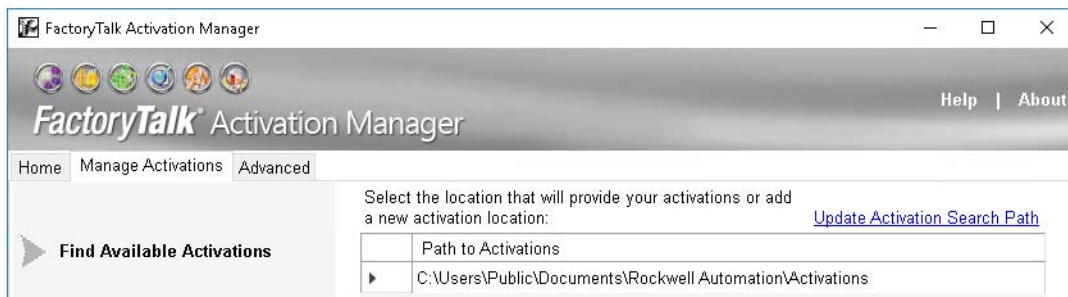 FactoryTalk Activation Manager
Help | About
FactoryTalk® Activation Manager
Home Manage Activations Advanced
Select the location that will provide your activations or add
a new activation location:
Update Activation Search Path
Find Available Activations
Path to Activations
C:\Users\Public\Documents\Rockwell Automation\Activations